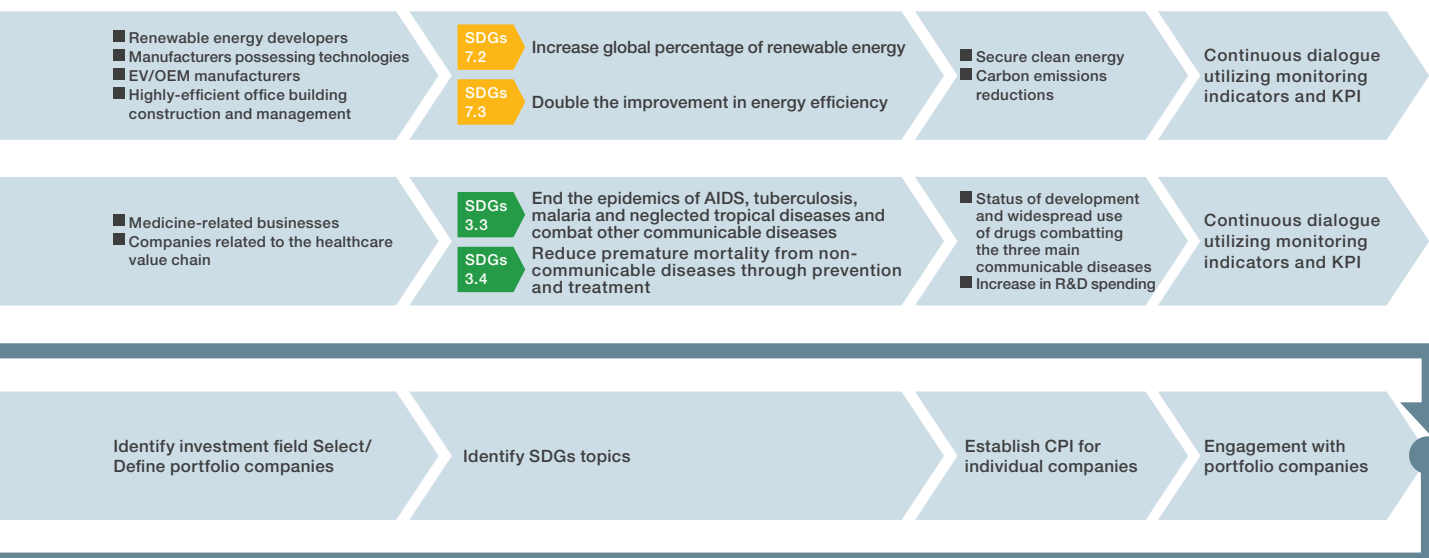 ■ Renewable energy developers
■ Manufacturers possessing technologies
■ EV/OEM manufacturers
■ Highly-efficient office building
construction and management
SDGs
7.2
Increase global percentage of renewable energy
SDGs
7.3
Double the improvement in energy efficiency
■ Secure clean energy
■ Carbon emissions
reductions
Continuous dialogue
utilizing monitoring
indicators and KPI
■ Medicine-related businesses
■ Companies related to the healthcare
value chain
SDGs
3.3
End the epidemics of AIDS, tuberculosis,
malaria and neglected tropical diseases and
combat other communicable diseases
SDGs
3.4
Reduce premature mortality from non-
communicable diseases through prevention
and treatment
■ Status of development
and widespread use
of drugs combatting
the three main
communicable diseases
■ Increase in R&D spending
Continuous dialogue
utilizing monitoring
indicators and KPI
Identify investment field Select/
Define portfolio companies
Identify SDGs topics
Establish CPI for
individual companies
Engagement with
portfolio companies